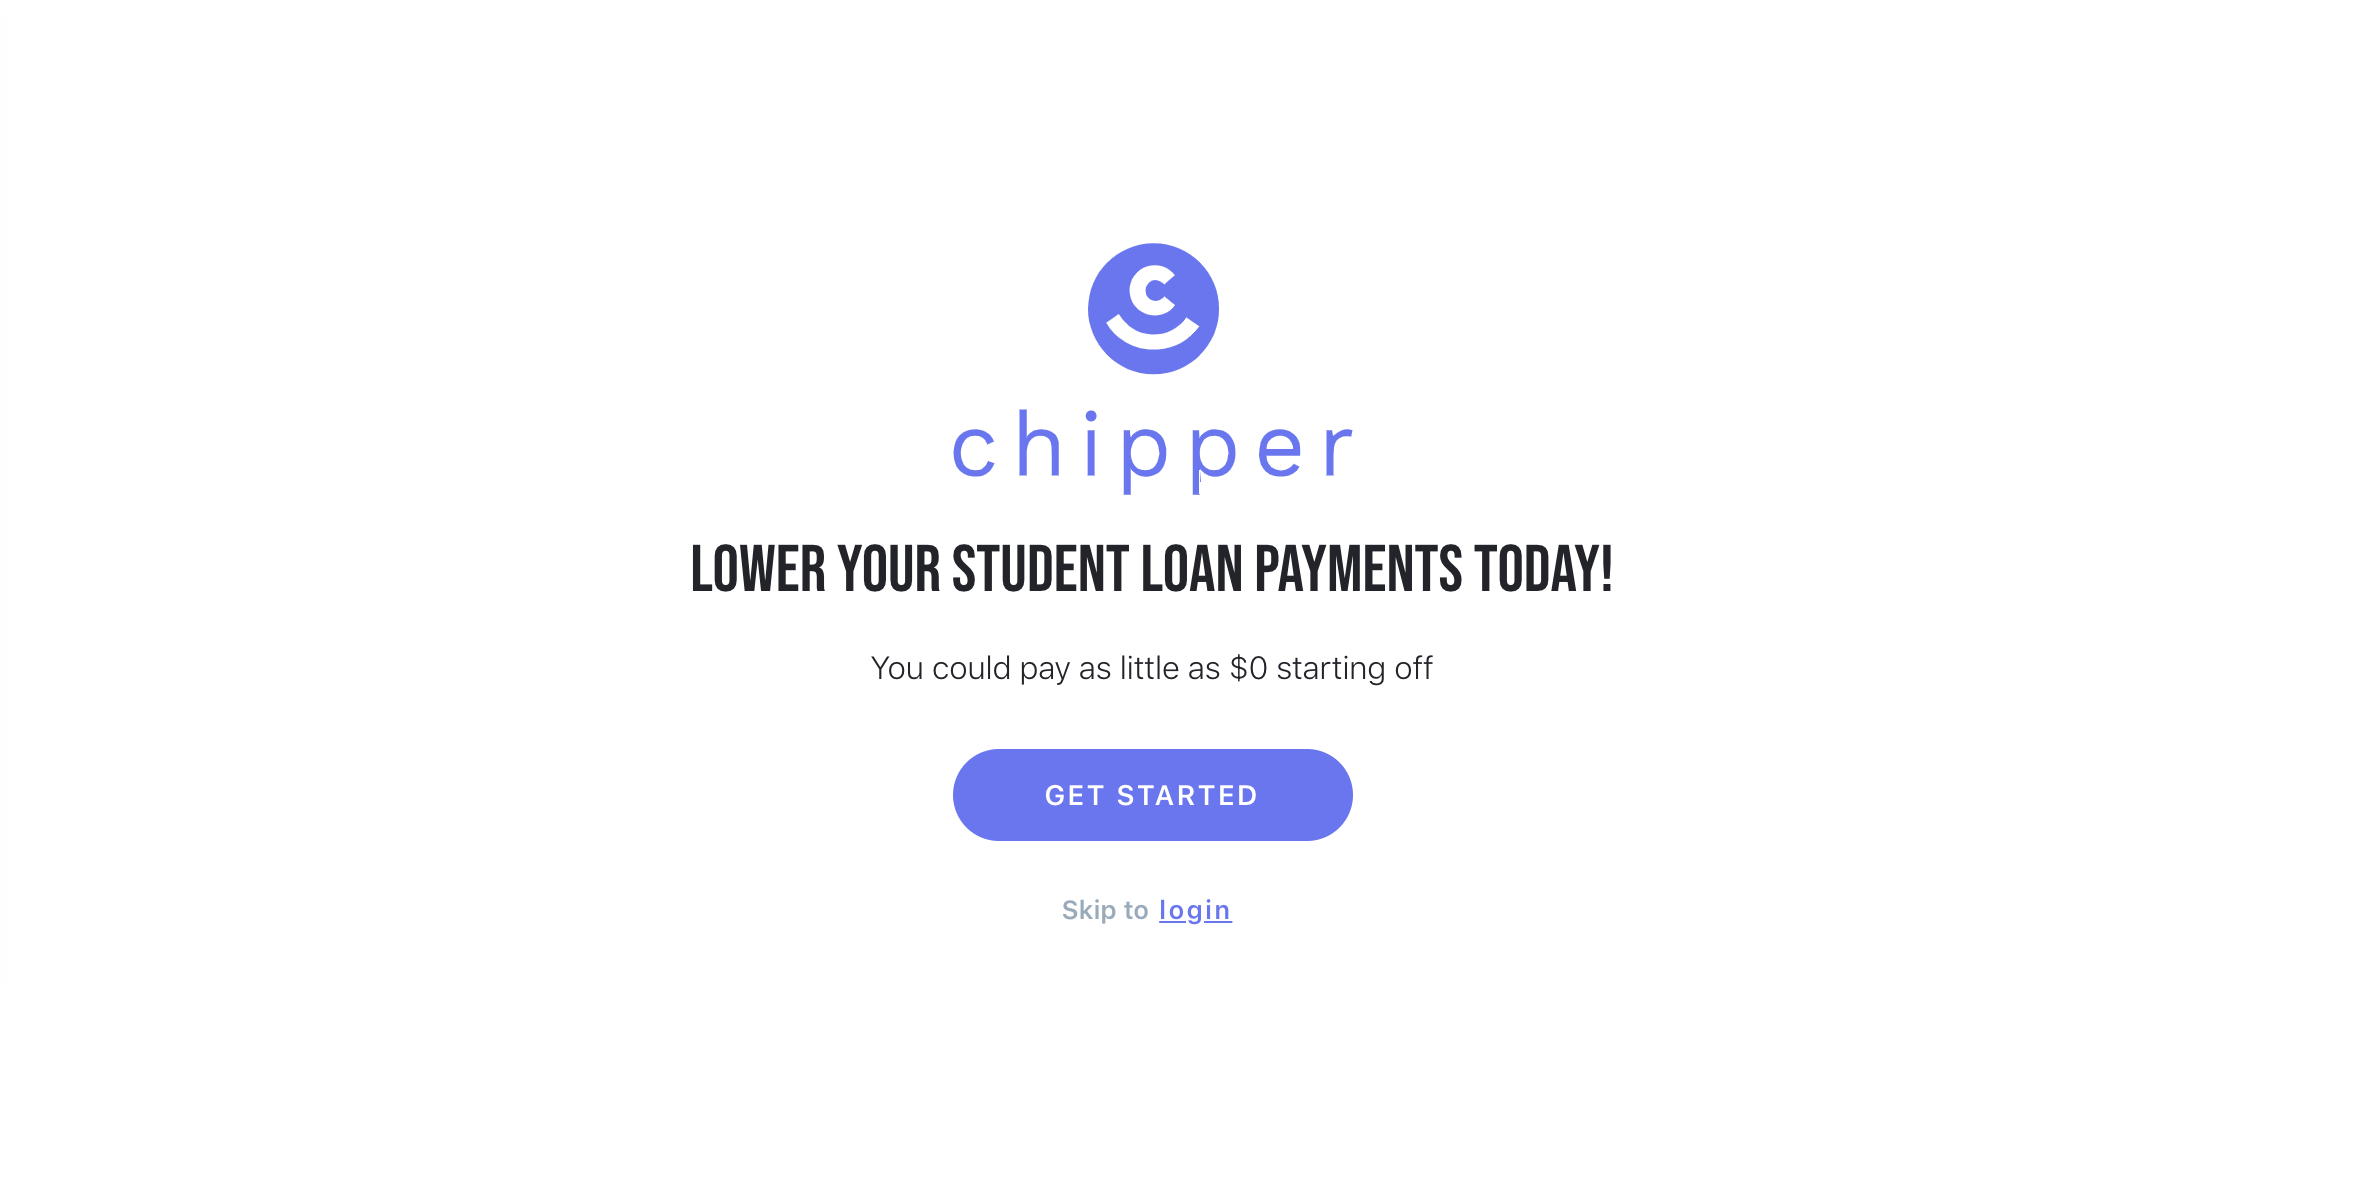 C
chipper
LOWER YOUR STUDENT LOAN PAYMENTS TODAY!
You could pay as little as $0 starting off
GET STARTED
Skip to login